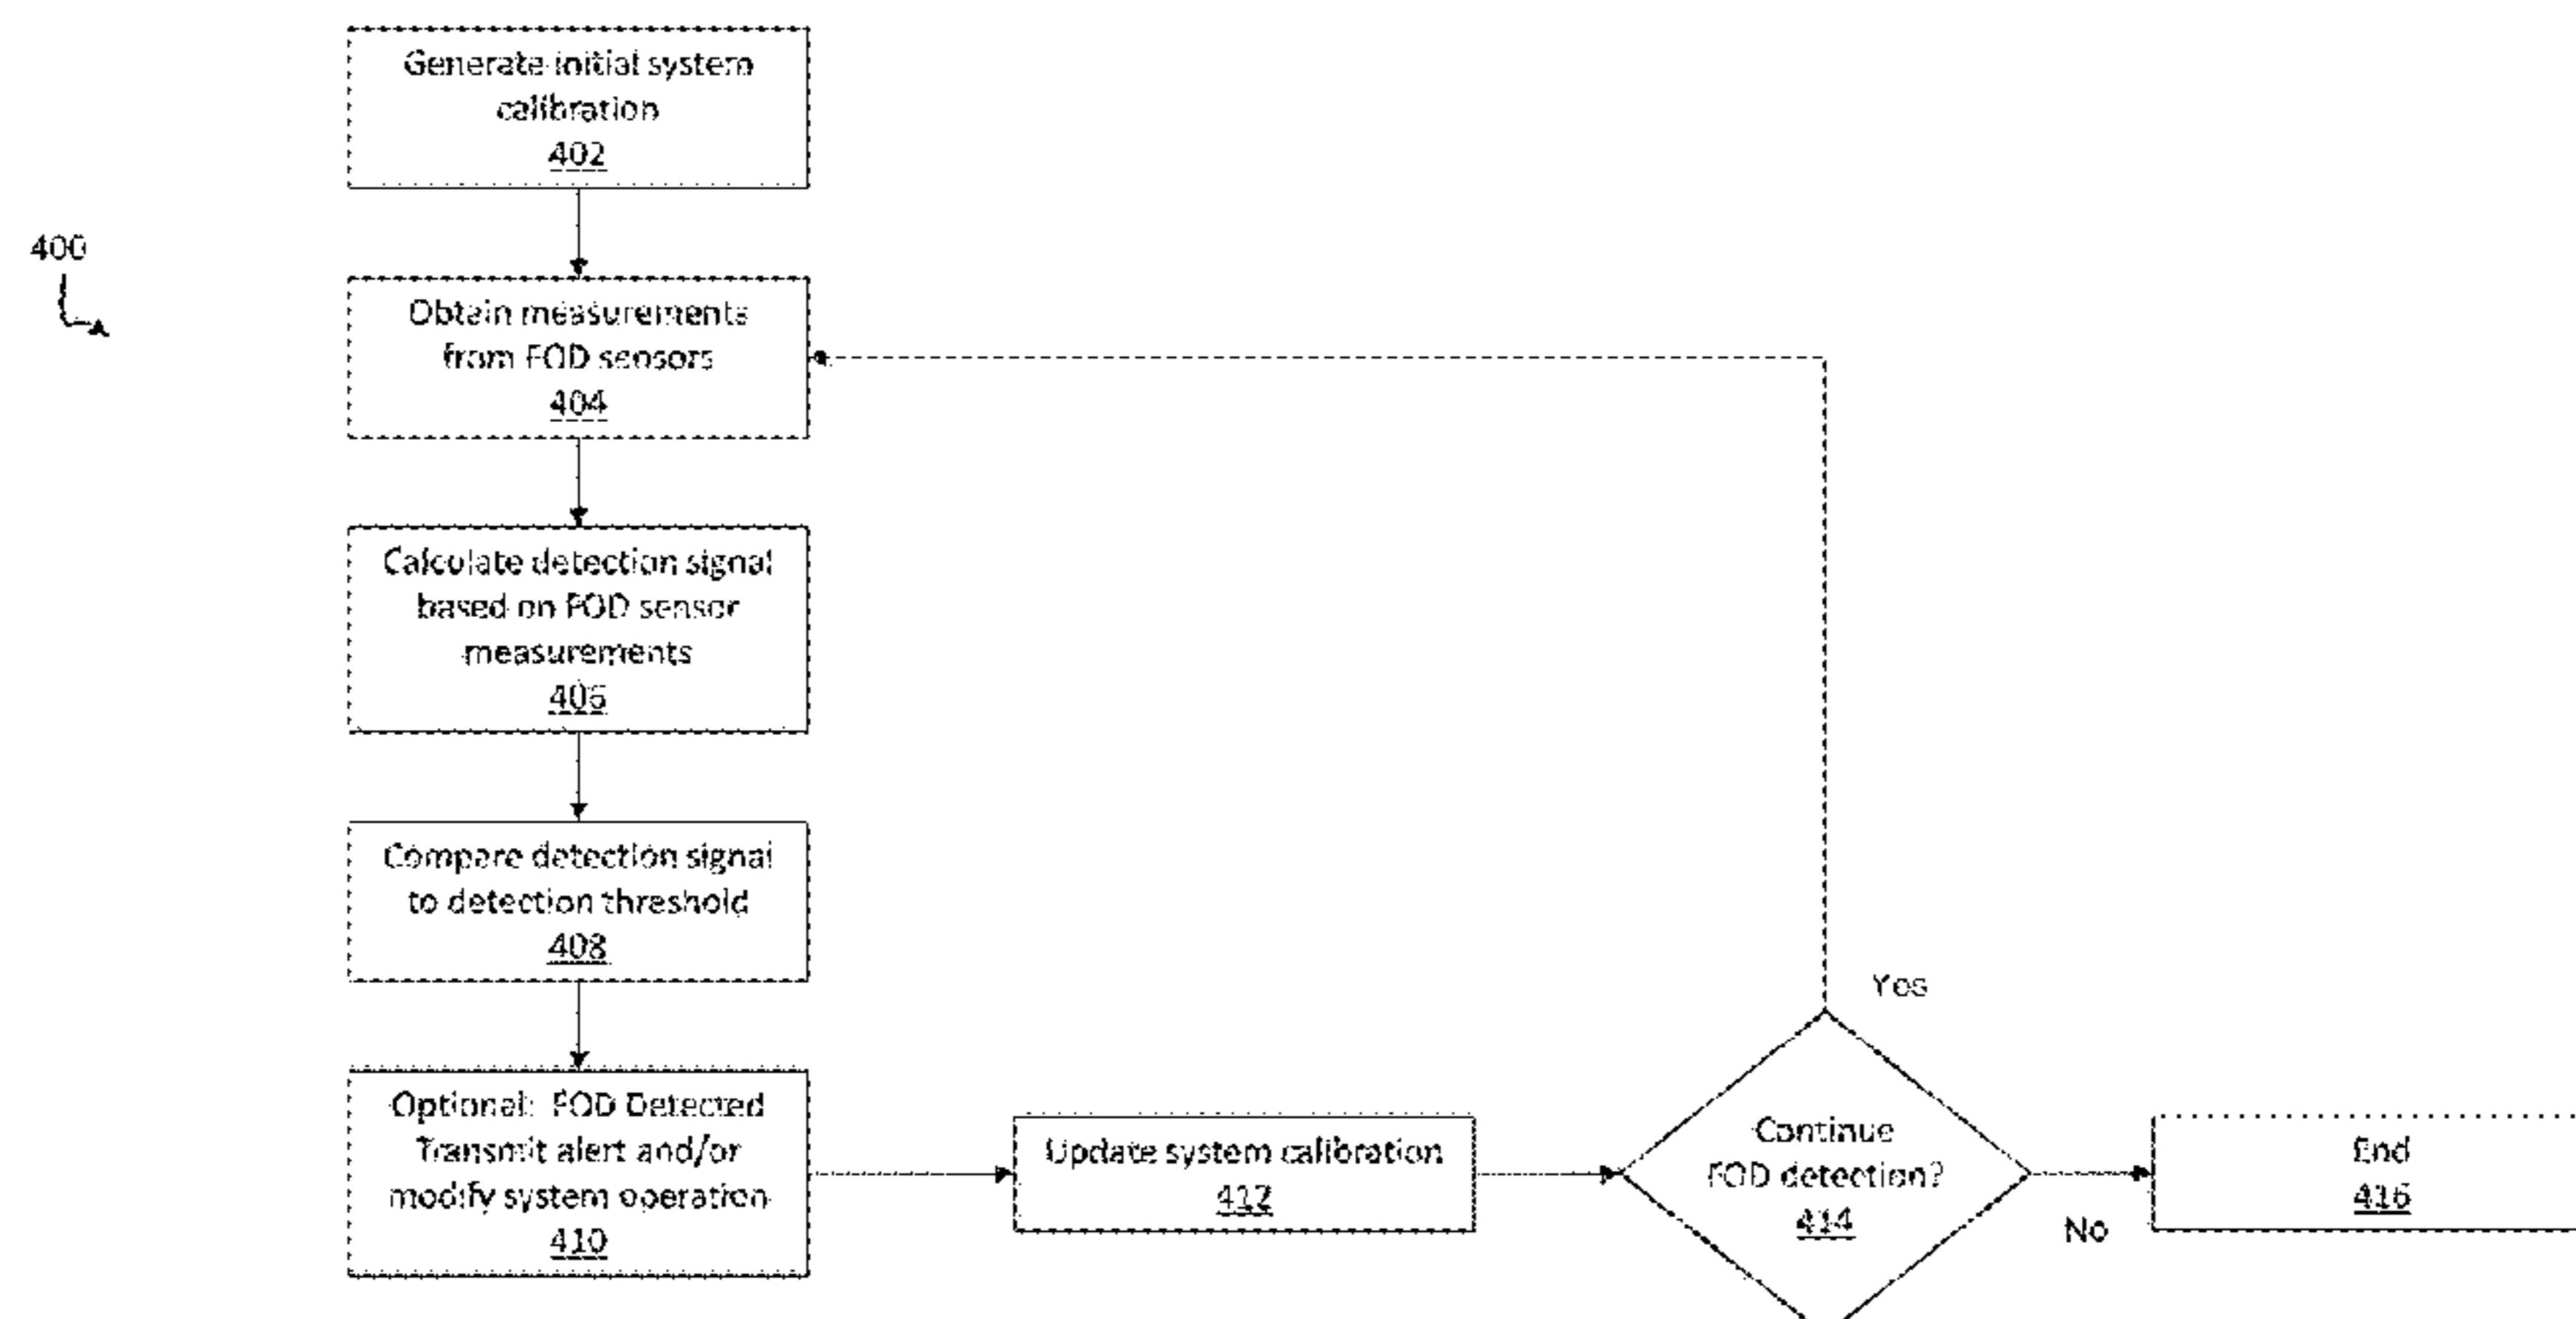 Generate initial system
calibration
402
400
Obtain measurements
from FOD sensors
404
Calculate detection signal
based on FOD sensor
measurements
406
Compare detection signal
to detection threshold
408
Yes
Optional: FOD Detected
Transmit alert and/or
modify system operation
410
Update system calibration
412
Continue
FOD detection?
414
No
End
416